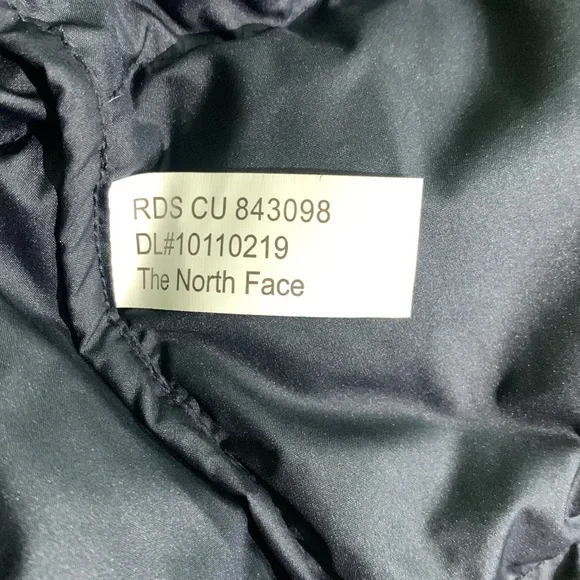 RDS CU 843098
DL#10110219
The North Face